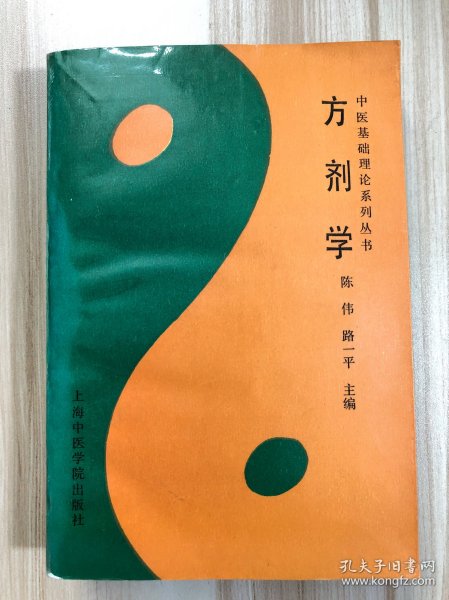 中医基础理论系列丛书
方剂学
陈伟 路一平 主编
上海中医学院出版社
孔夫子旧书网
www.kongfz.com